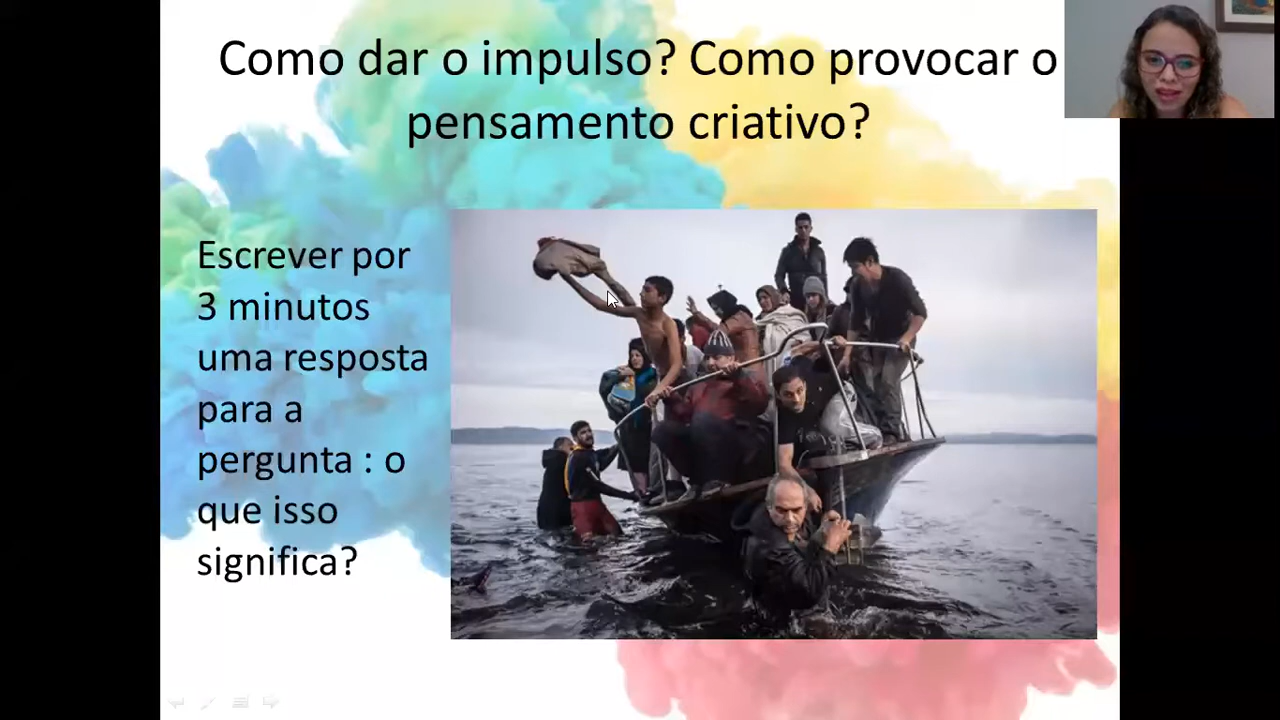 Como dar o impulso? Como provocar o
pensamento criativo?
Escrever por
3 minutos
uma resposta
para a
pergunta : o
que isso
significa?